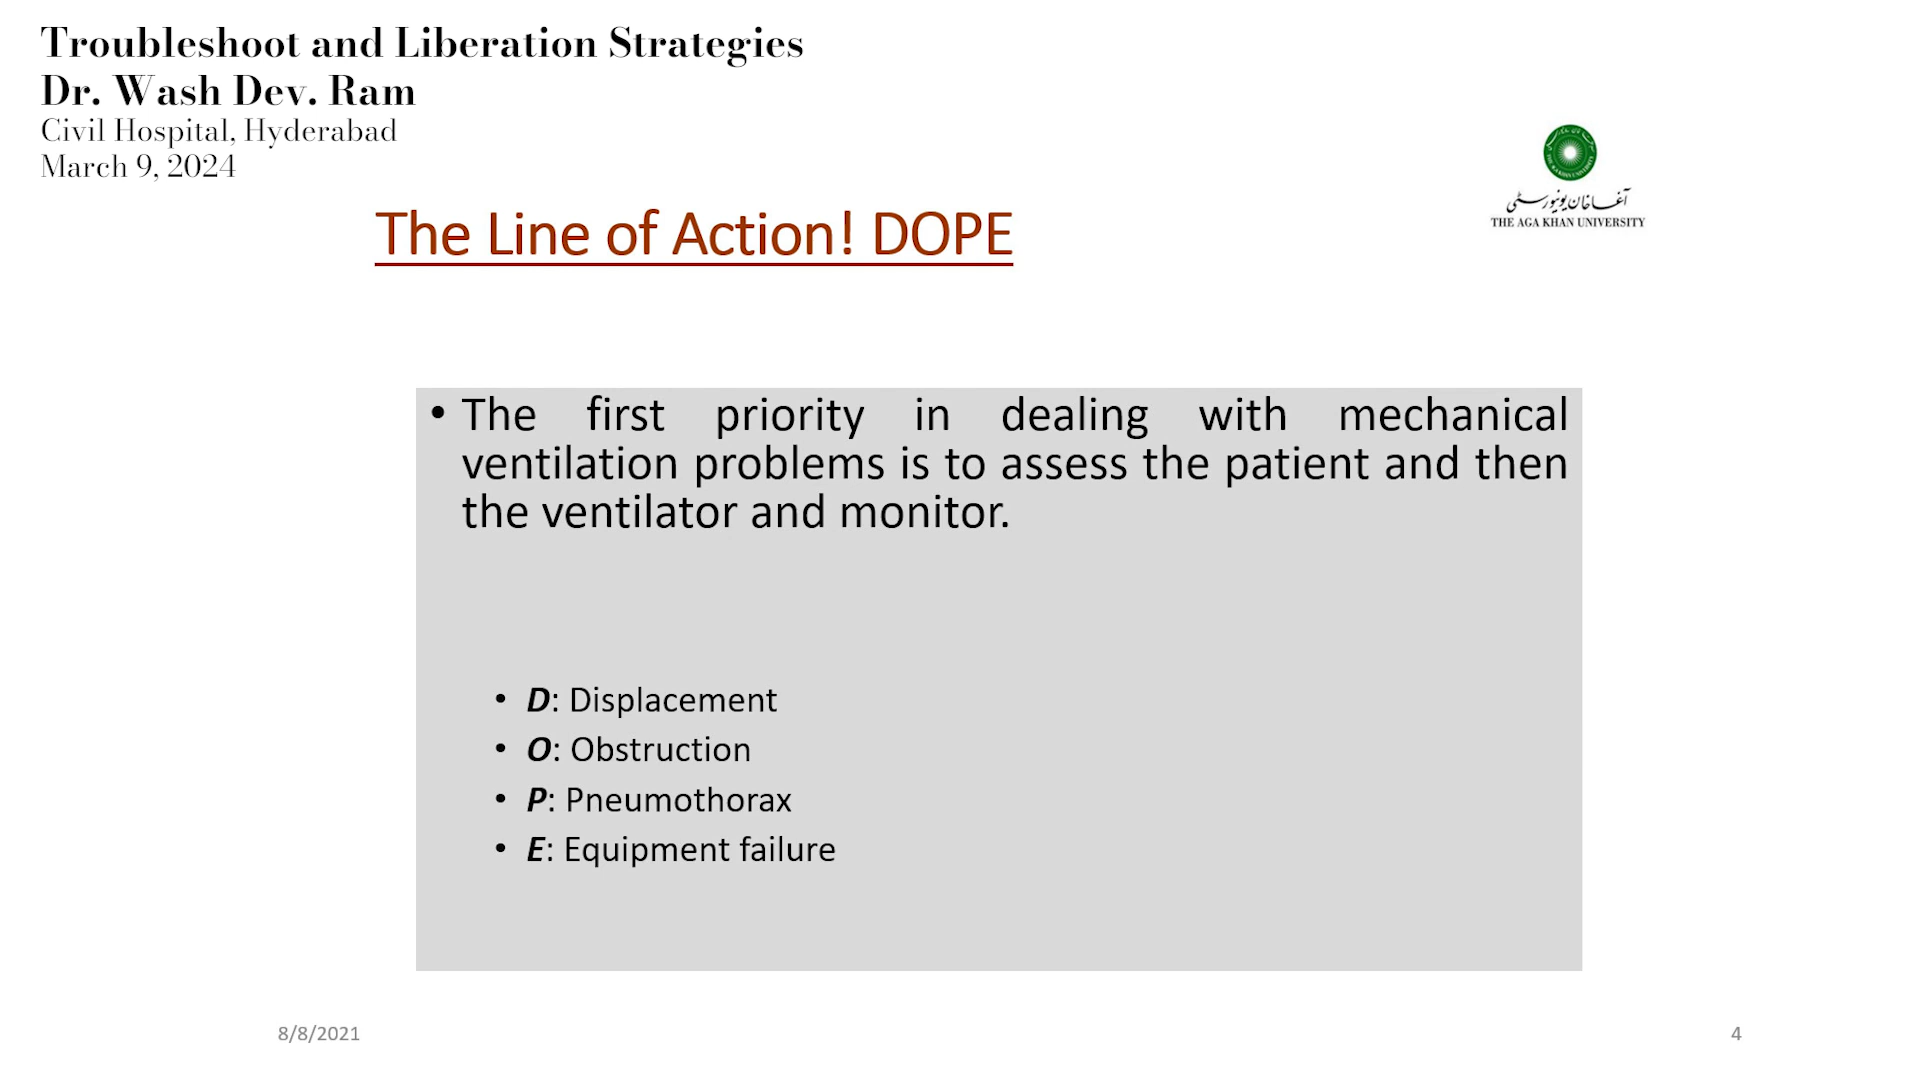 Troubleshoot and Liberation Strategies
Dr. Wash Dev. Ram
Civil Hospital, Hyderabad
March 9, 2024
آغاخان یونیورسٹی
THE AGA KHAN UNIVERSITY
The Line of Action! DOPE
• The first priority in dealing with mechanical
ventilation problems is to assess the patient and then
the ventilator and monitor.
• D: Displacement
• O: Obstruction
• P: Pneumothorax
• E: Equipment failure
8/8/2021
4